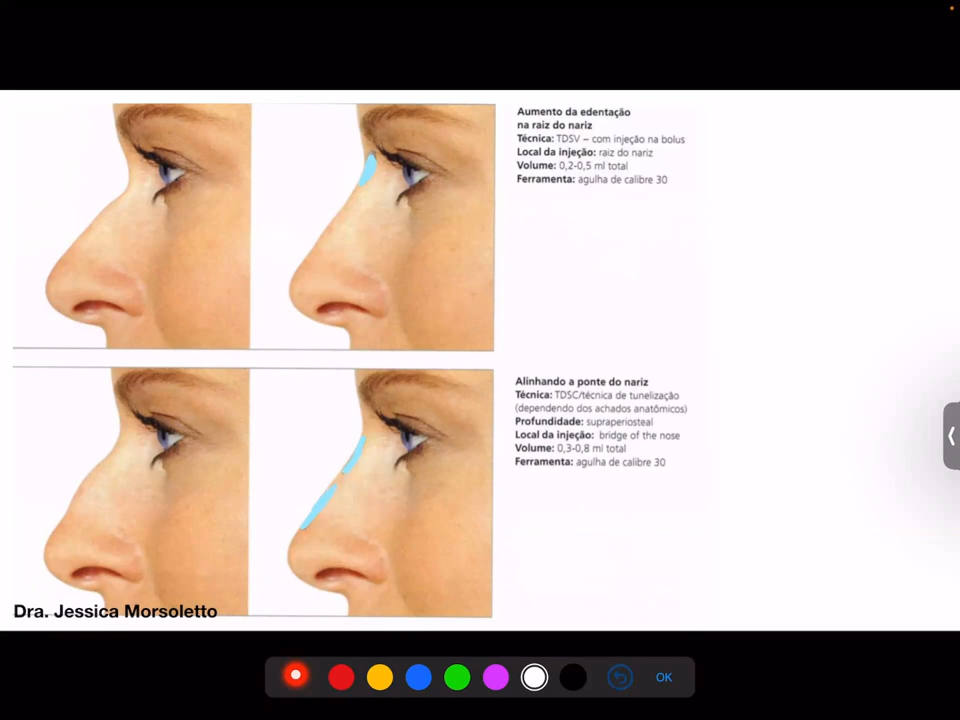 Aumento da edentação
na raiz do nariz
Técnica: TDSV – com injeção na bolus
Local da injeção: raiz do nariz
Volume: 0,2-0,5 ml total
Ferramenta: agulha de calibre 30
Alinhando a ponte do nariz
Técnica: TDSC/técnica de tunelização
(dependendo dos achados anatômicos)
Profundidade: supraperiosteal
Local da injeção: bridge of the nose
Volume: 0,3-0,8 ml total
Ferramenta: agulha de calibre 30
Dra. Jessica Morsoletto
OK